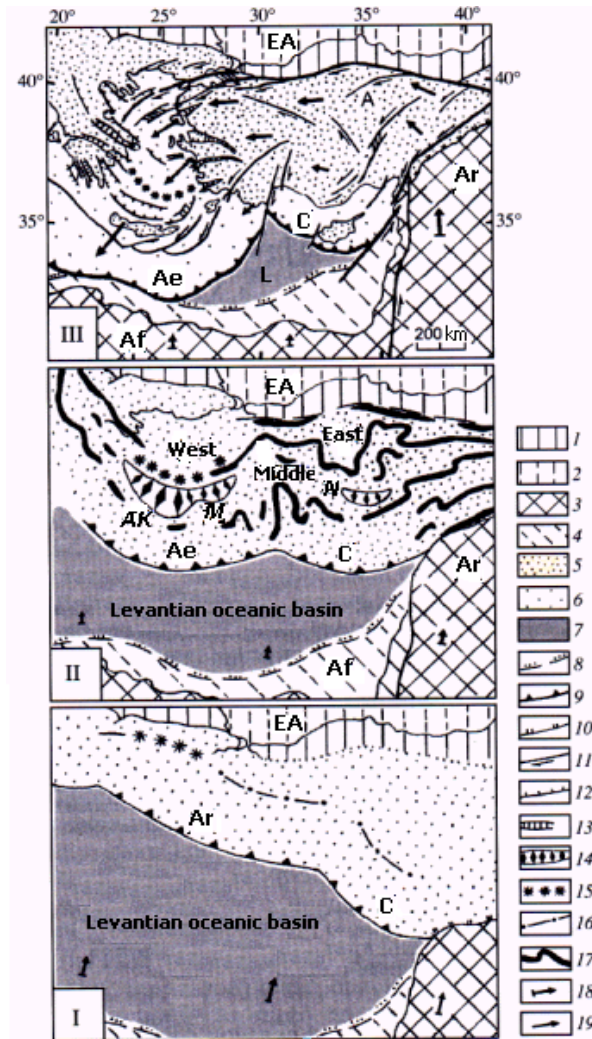 20° 25° 30° 35° 40°
EA
40° 40°
A
Ar
35° 35°
C
Ae L
200 km
Af
III
EA
West East
Middle
N
AK M
Ae C
Ar
Levantian oceanic basin
Af
II
EA
Ar
C
Levantian oceanic basin
I
1
2
3
4
5
6
7
8
9
10
11
12
13
14
15
16
17
18
19